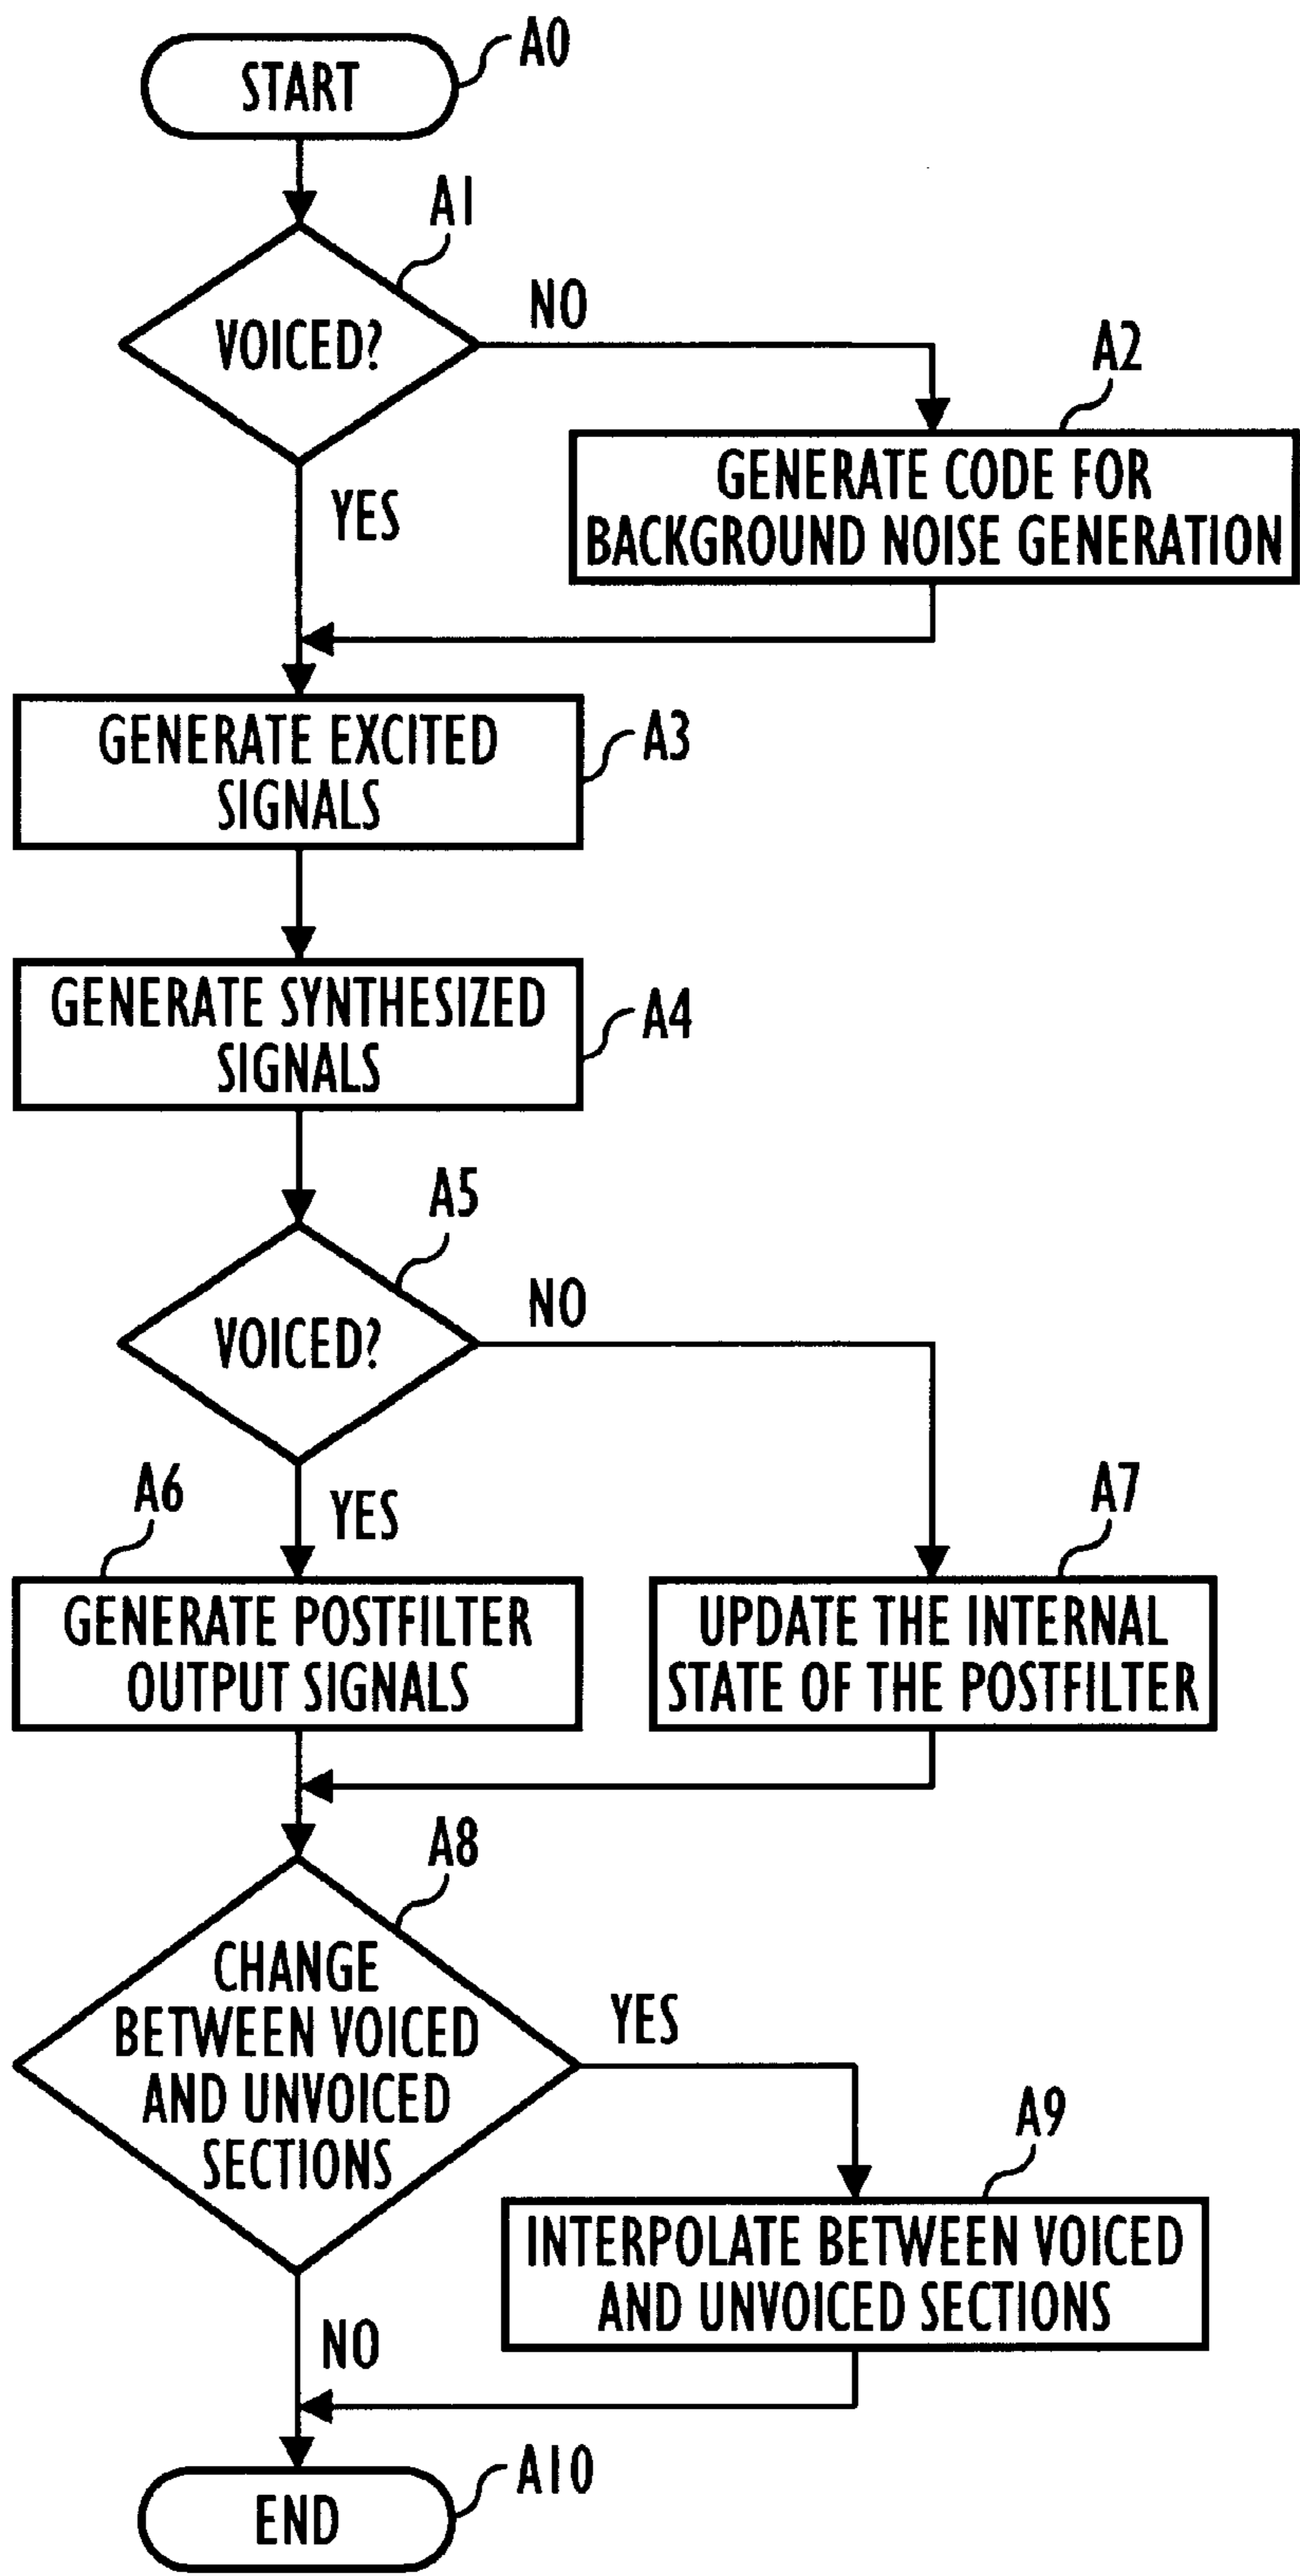 START
A0
A1
VOICED?
NO
A2
GENERATE CODE FOR
BACKGROUND NOISE GENERATION
YES
GENERATE EXCITED
SIGNALS
A3
GENERATE SYNTHESIZED
SIGNALS
A4
A5
VOICED?
NO
YES
A6
GENERATE POSTFILTER
OUTPUT SIGNALS
A7
UPDATE THE INTERNAL
STATE OF THE POSTFILTER
A8
CHANGE
BETWEEN VOICED
AND UNVOICED
SECTIONS
YES
A9
INTERPOLATE BETWEEN VOICED
AND UNVOICED SECTIONS
NO
END
A10